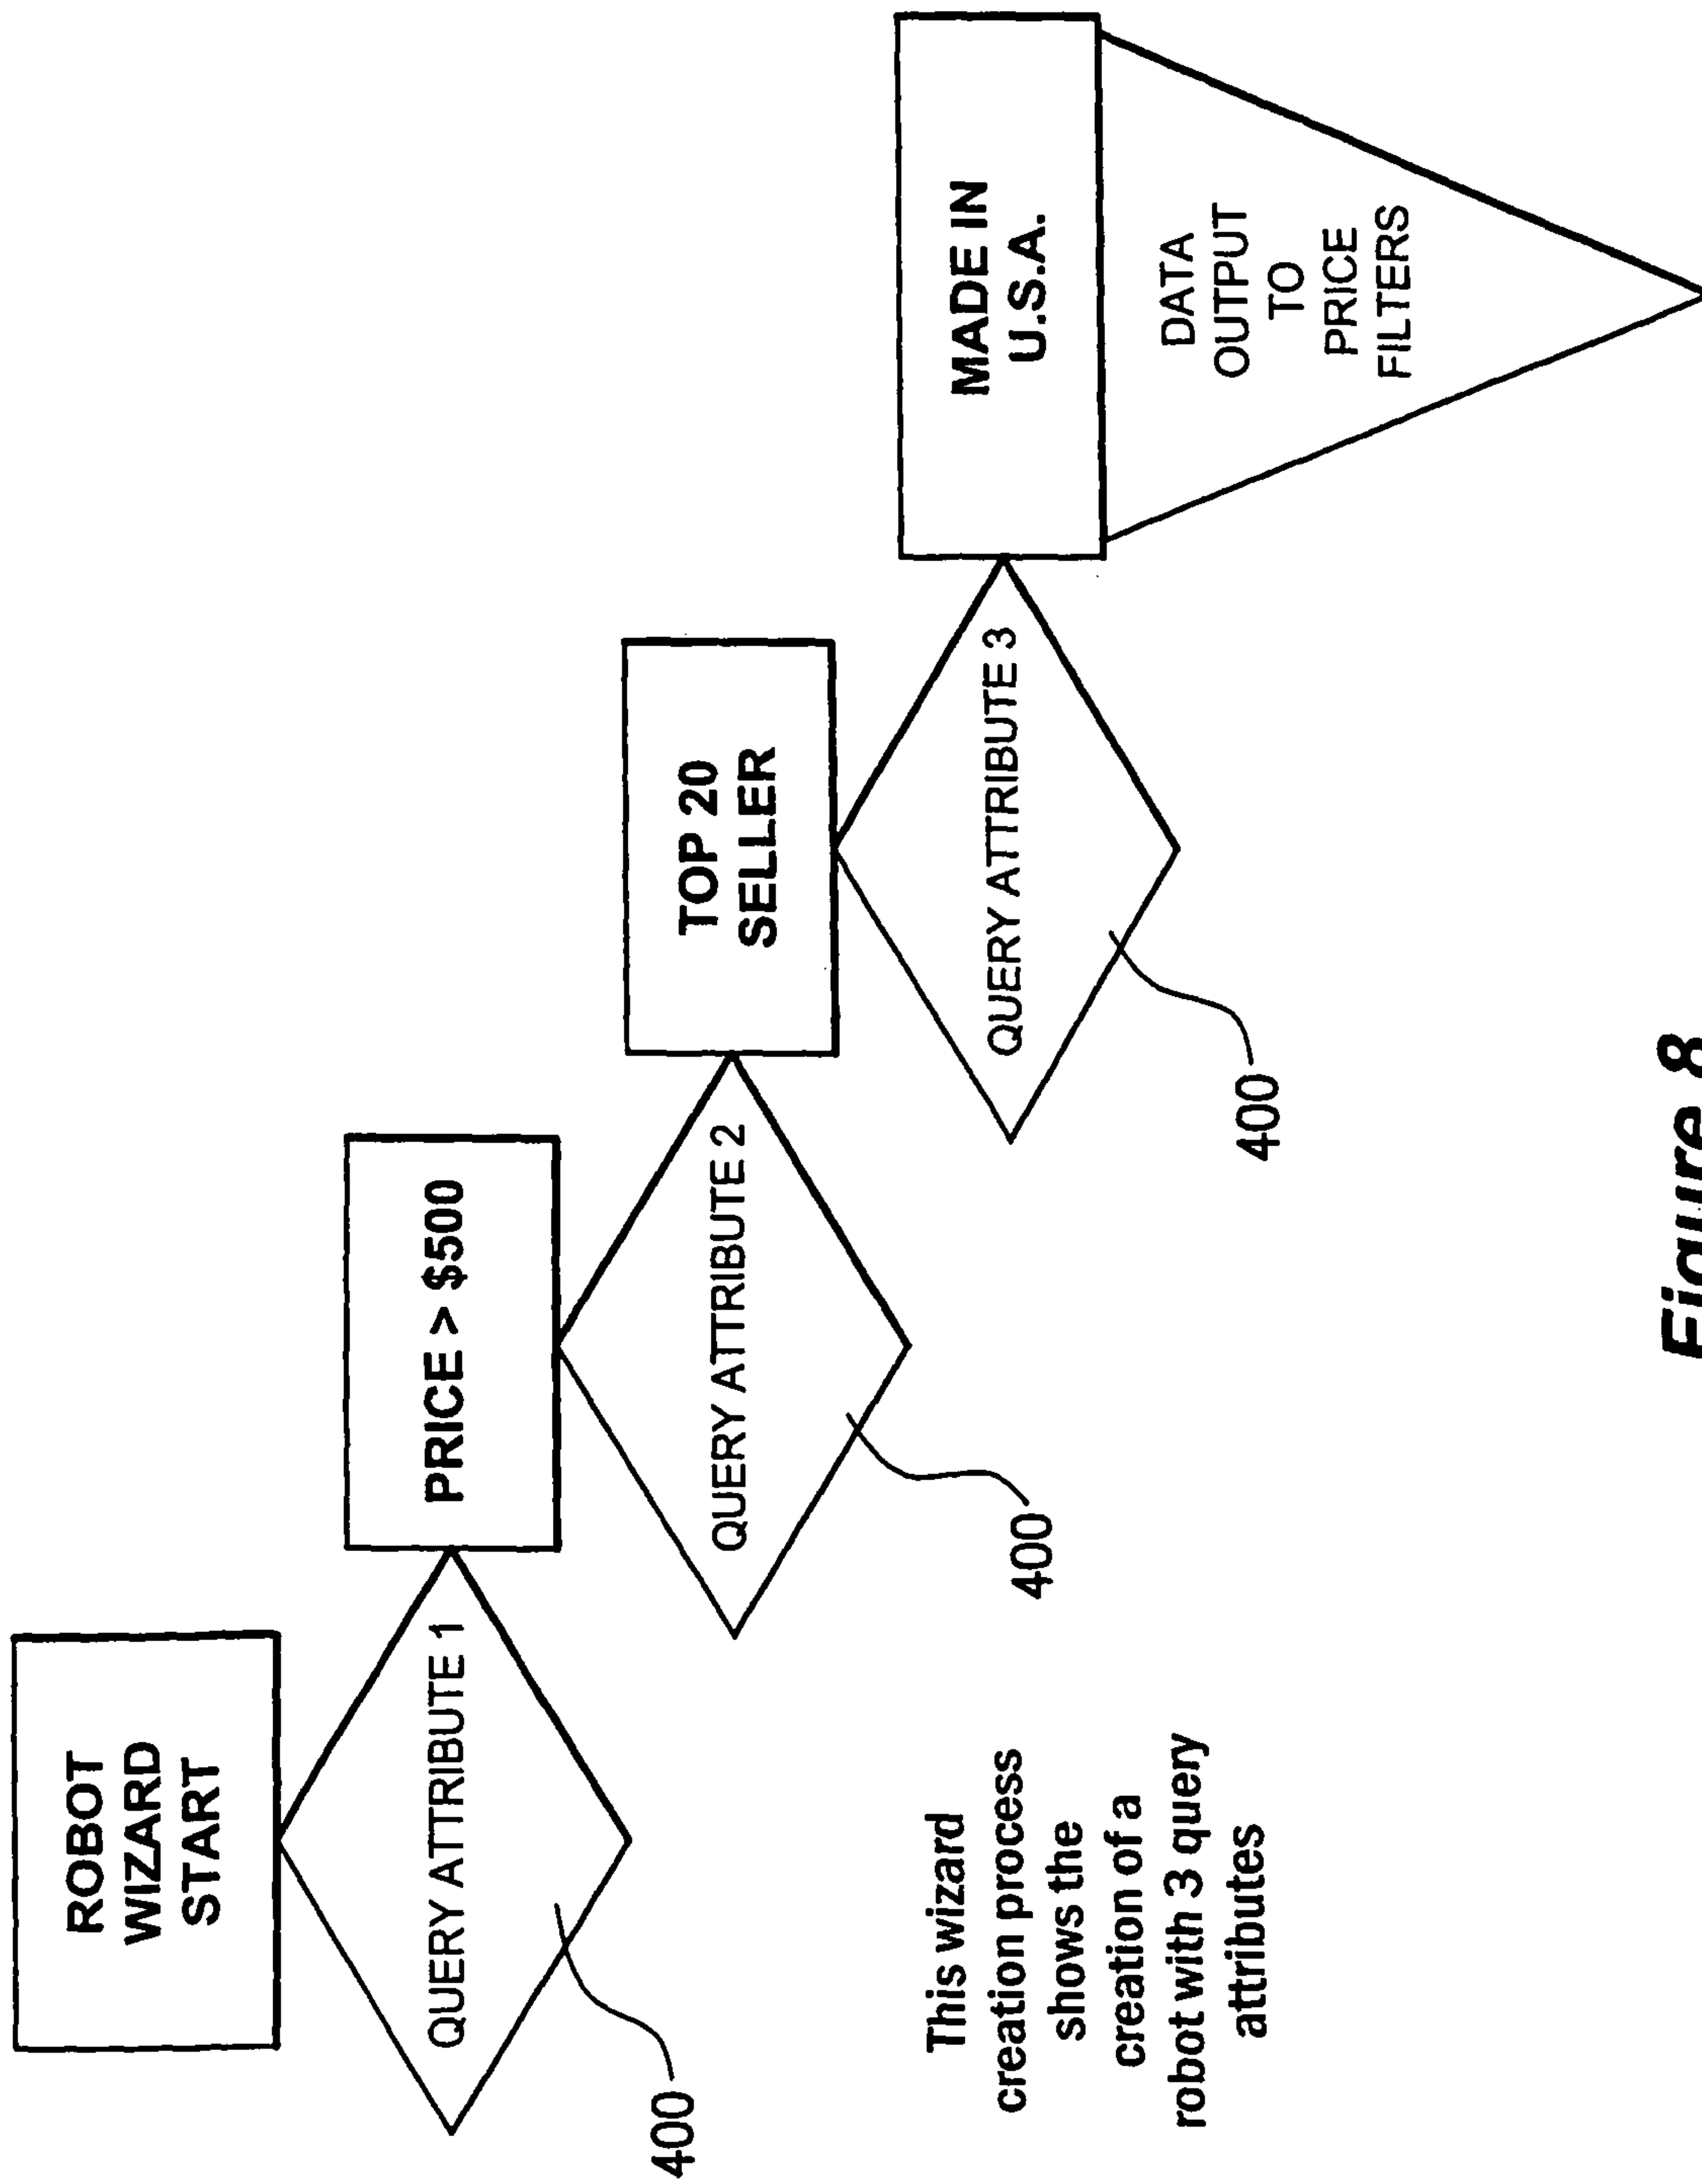 ROBOT
WIZARD
START
QUERY ATTRIBUTE 1
400
PRICE > $500
QUERY ATTRIBUTE 2
400
TOP 20
SELLER
QUERY ATTRIBUTE 3
400
MADE IN
U.S.A.
DATA
OUTPUT
TO
PRICE
FILTERS
This wizard
creation process
shows the
creation of a
robot with 3 query
attributes
Figure 8